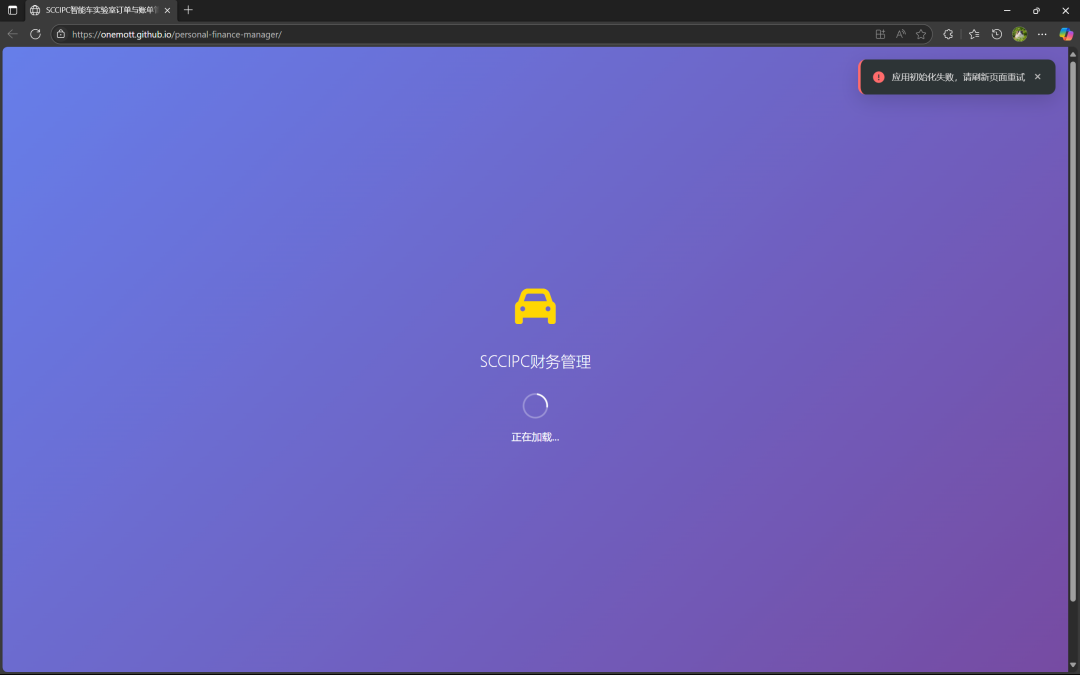 SCCIPC智能车实验室订单与账单管
https://onemott.github.io/personal-finance-manager/
应用初始化失败，请刷新页面重试
SCCIPC财务管理
正在加载...